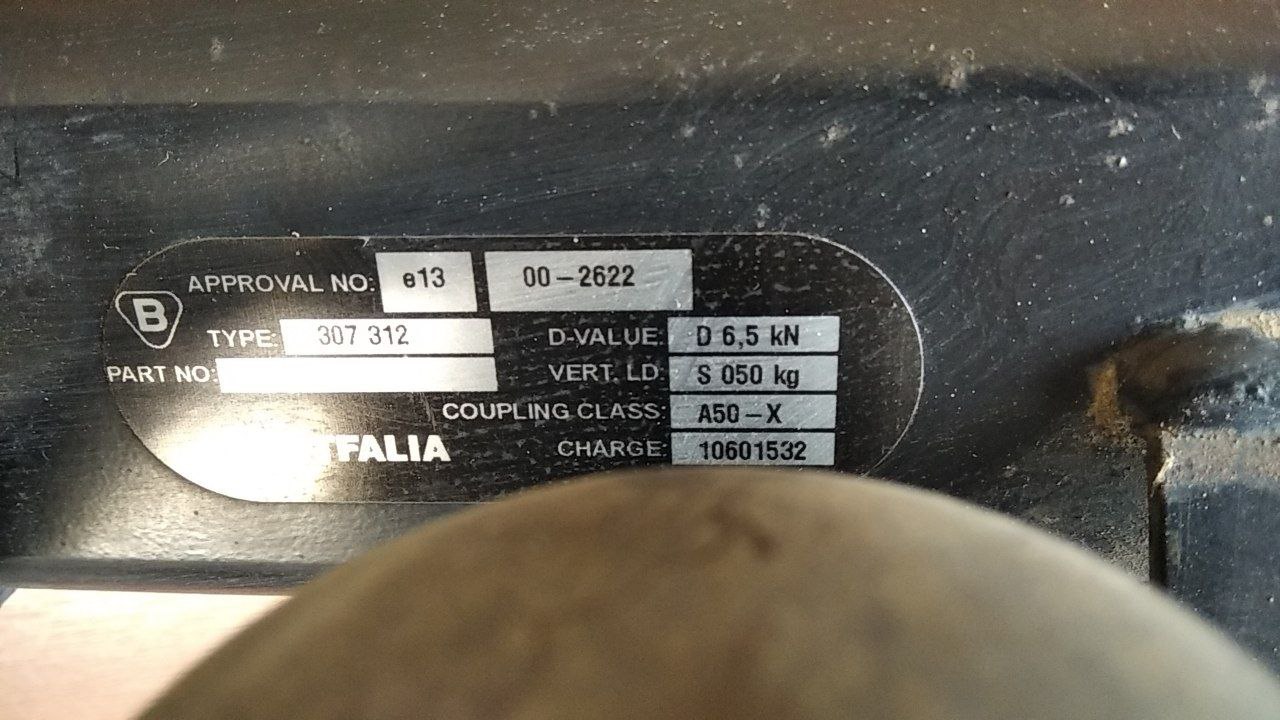 APPROVAL NO: e13 00-2622
B
TYPE: 307 312 D-VALUE: D 6,5 kN
PART NO: VERT. LD: S 050 kg
COUPLING CLASS: A50-X
CHARGE: 10601532